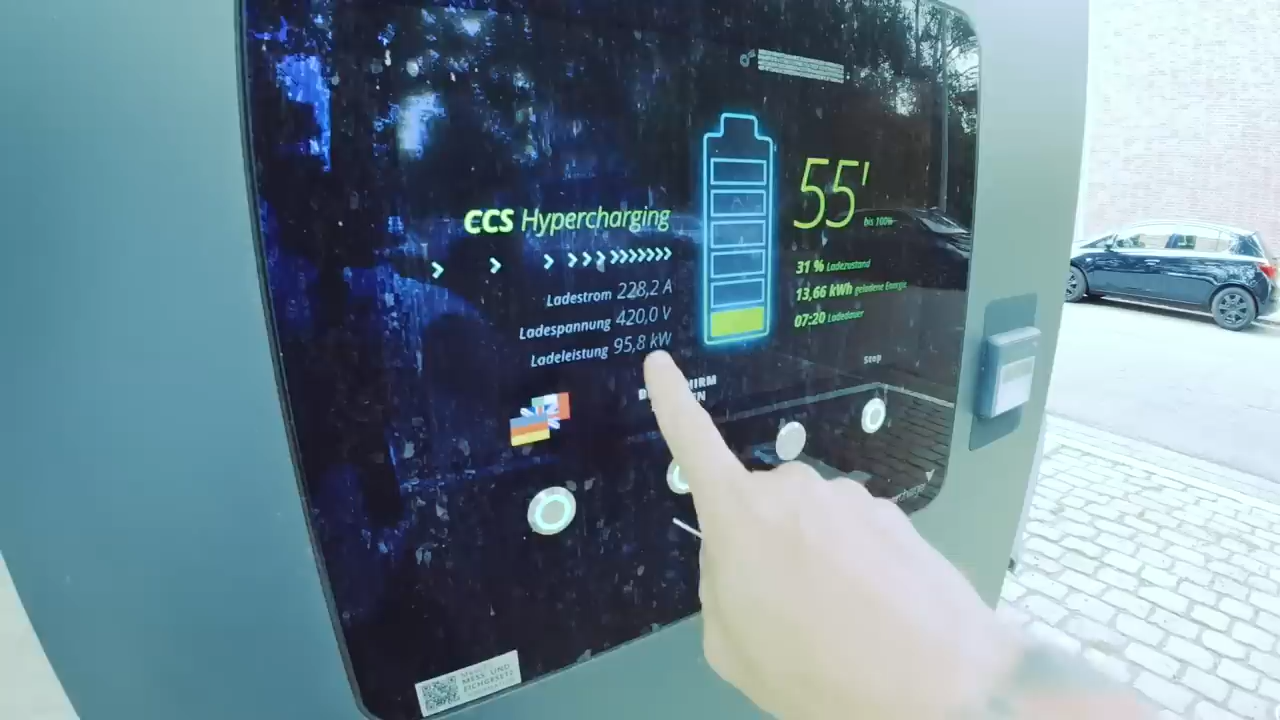 CCS Hypercharging
Ladestrom 228,2 A
Ladespannung 420,0 V
Ladeleistung 95,8 kW
55'
bis 100%
31 % Ladezustand
13,66 kWh geladene Energie
07:20 Ladedauer
Stop
MESS UND
EICHGESETZ